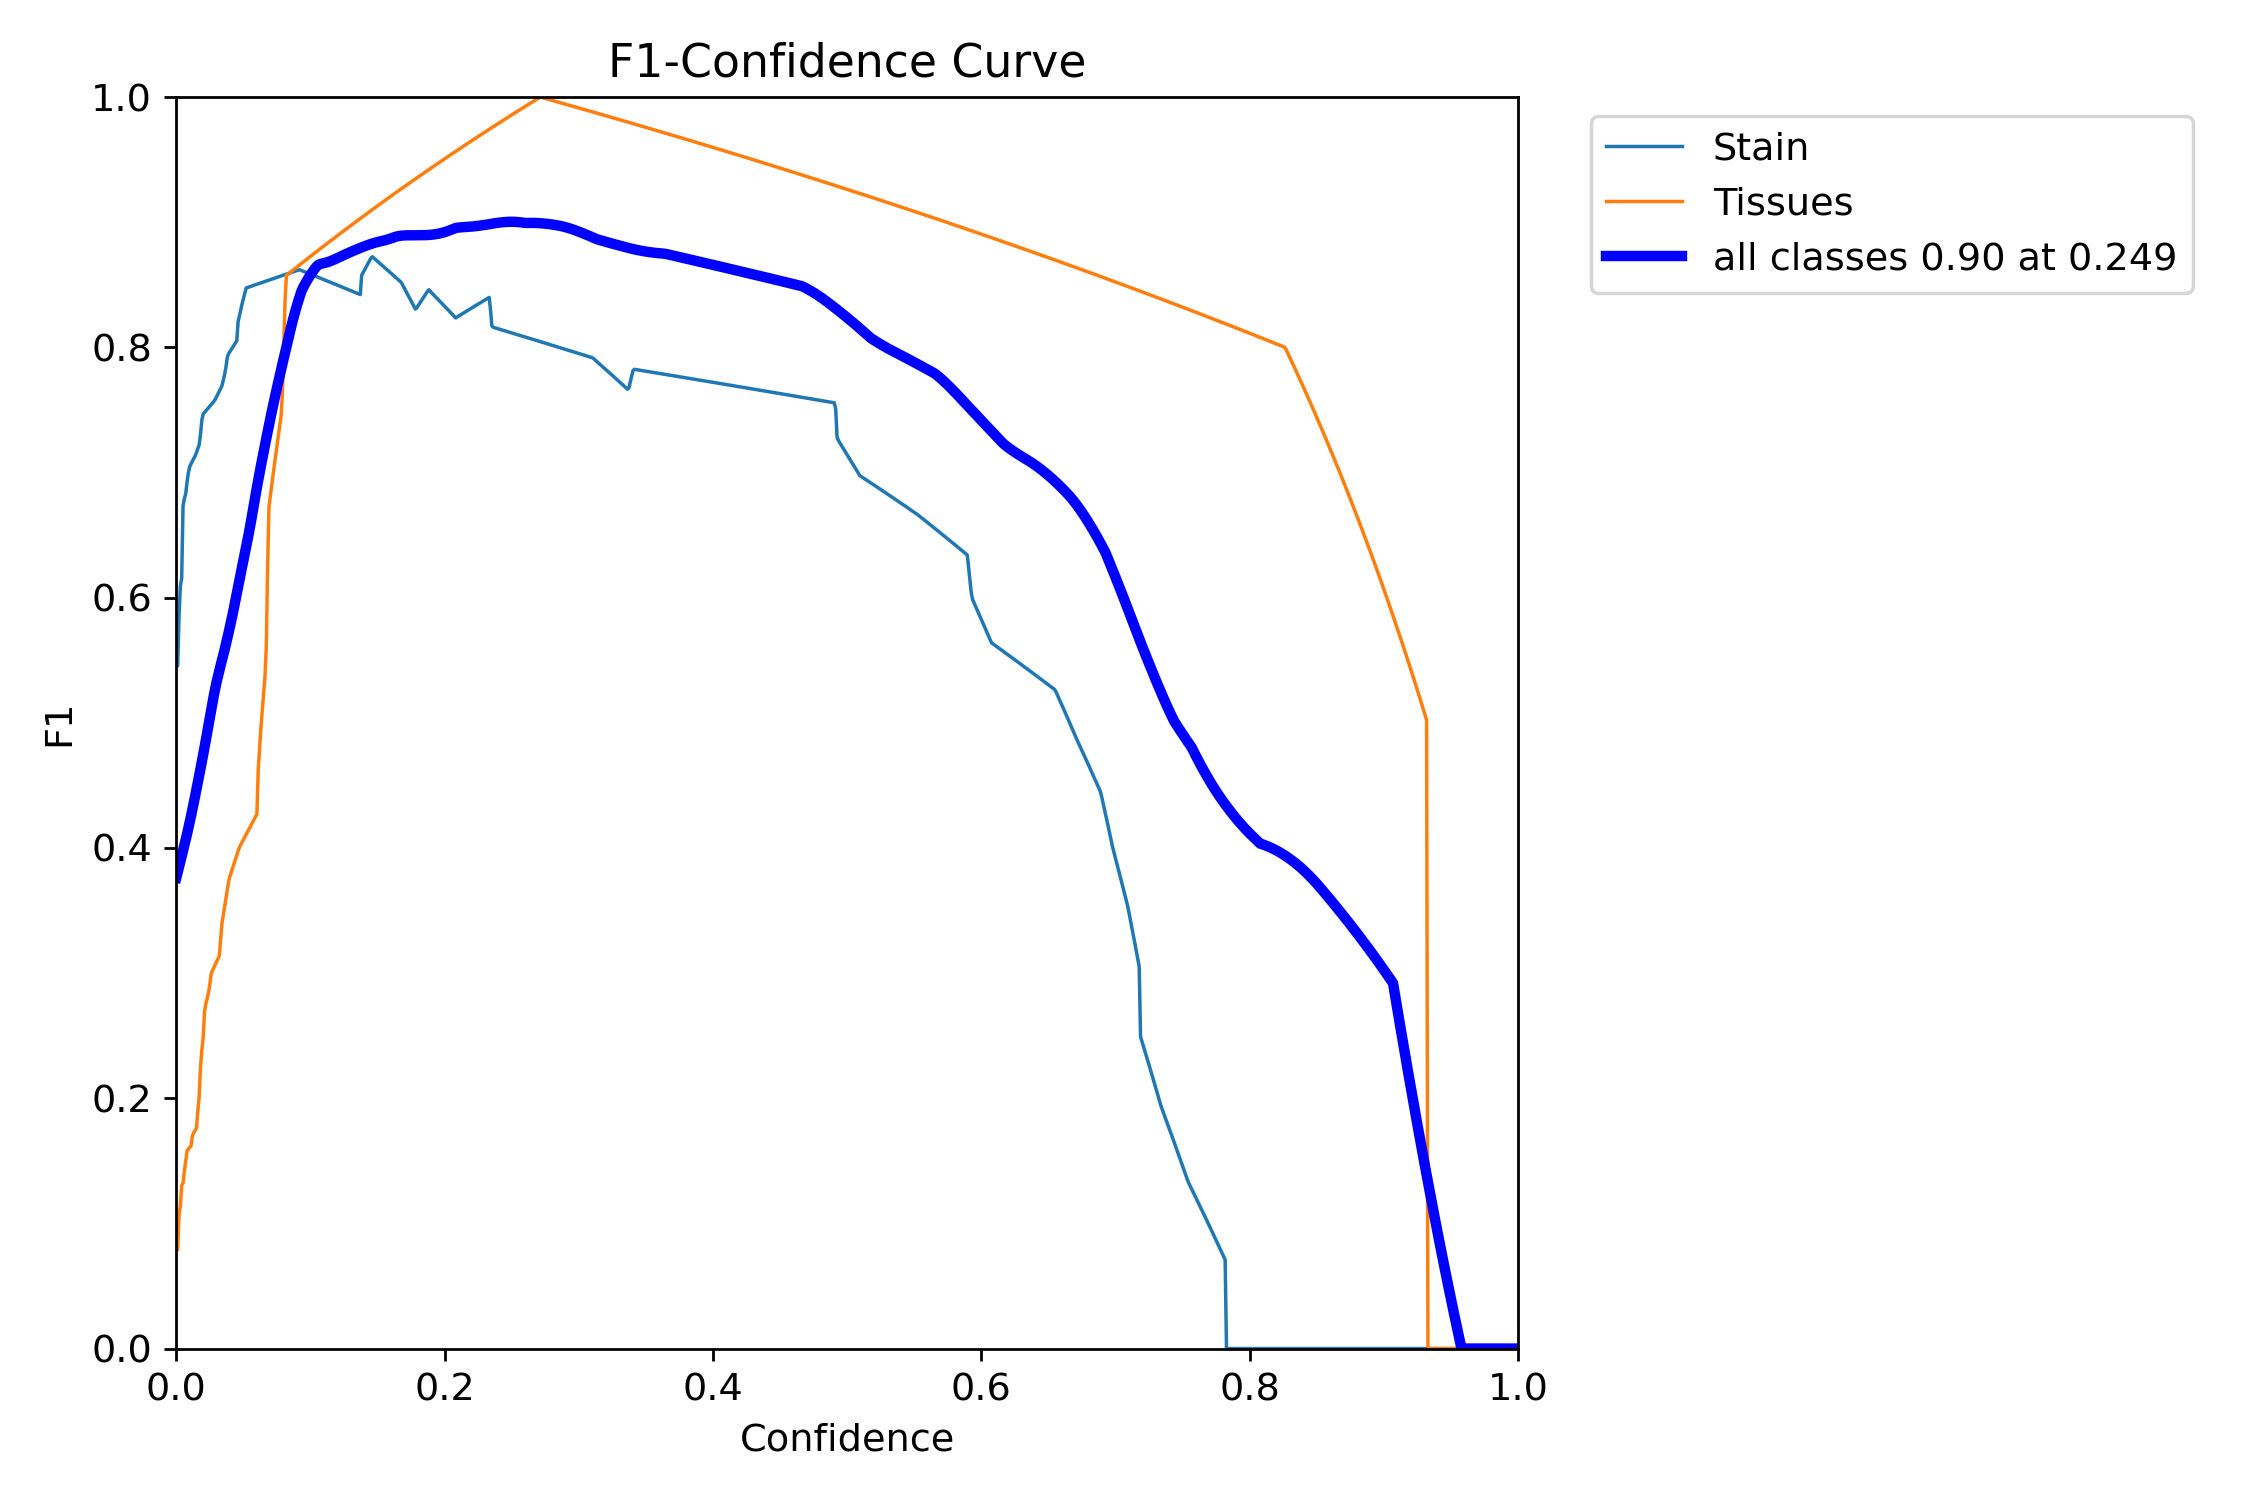 F1-Confidence Curve
1.0
0.8
0.6
0.4
0.2
0.0
F1
0.0 0.2 0.4 0.6 0.8 1.0
Confidence
Stain
Tissues
all classes 0.90 at 0.249